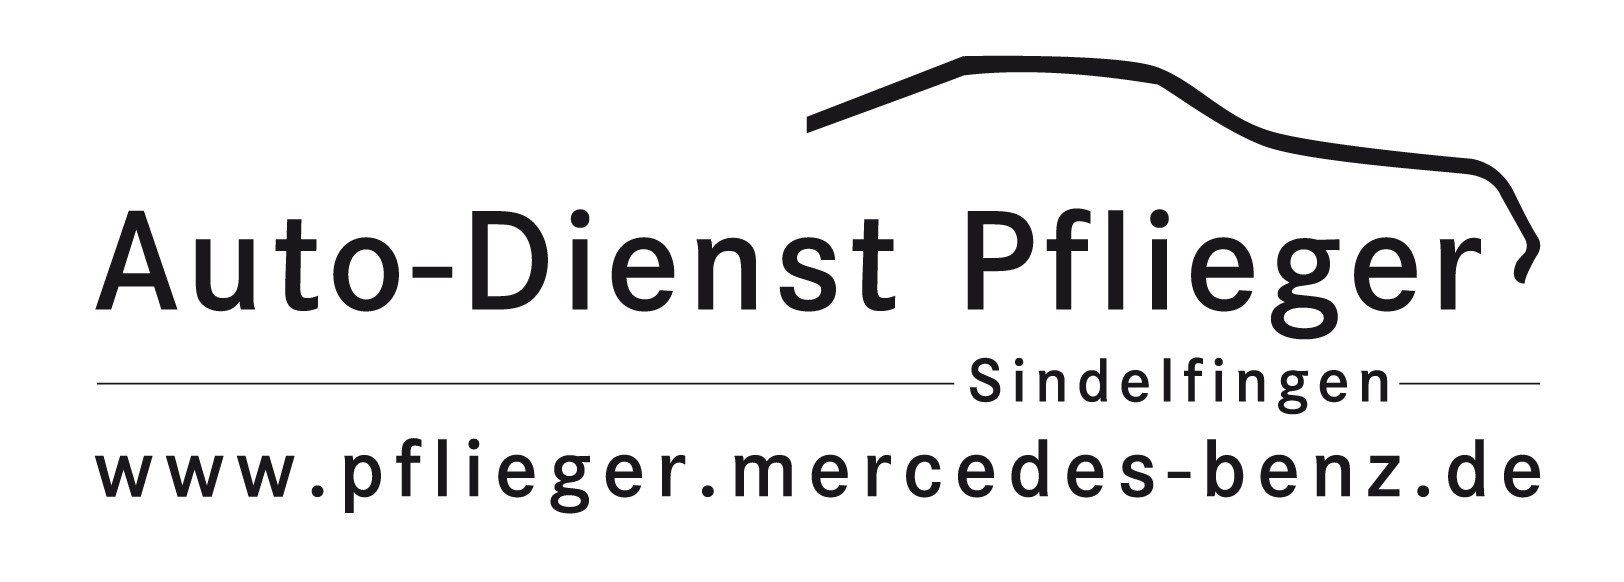 Auto-Dienst Pflieger
Sindelfingen
www.pflieger.mercedes-benz.de